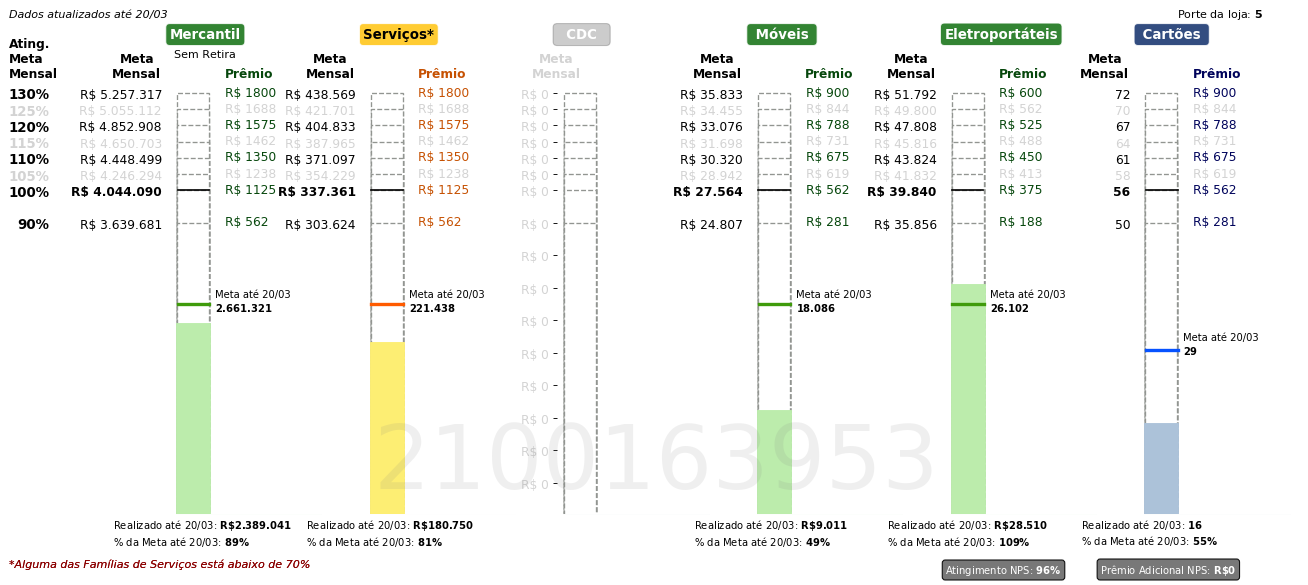 Dados atualizados até 20/03
Porte da loja: 5
Mercantil Serviços* CDC Móveis Eletroportáteis Cartões
Sem Retira
Ating. Meta Mensal
Meta Mensal Prêmio Meta Mensal Prêmio Meta Mensal Meta Mensal Prêmio Meta Mensal Prêmio Meta Mensal Prêmio
130% R$ 5.257.317 R$ 1800 R$ 438.569 R$ 1800 R$ 0 R$ 35.833 R$ 900 R$ 51.792 R$ 600 72 R$ 900
125% R$ 5.055.112 R$ 1688 R$ 421.701 R$ 1688 R$ 0 R$ 34.455 R$ 844 R$ 49.800 R$ 562 70 R$ 844
120% R$ 4.852.908 R$ 1575 R$ 404.833 R$ 1575 R$ 0 R$ 33.076 R$ 788 R$ 47.808 R$ 525 67 R$ 788
115% R$ 4.650.703 R$ 1462 R$ 387.965 R$ 1462 R$ 0 R$ 31.698 R$ 731 R$ 45.816 R$ 488 64 R$ 731
110% R$ 4.448.499 R$ 1350 R$ 371.097 R$ 1350 R$ 0 R$ 30.320 R$ 675 R$ 43.824 R$ 450 61 R$ 675
105% R$ 4.246.294 R$ 1238 R$ 354.229 R$ 1238 R$ 0 R$ 28.942 R$ 619 R$ 41.832 R$ 413 58 R$ 619
100% R$ 4.044.090 R$ 1125 R$ 337.361 R$ 1125 R$ 0 R$ 27.564 R$ 562 R$ 39.840 R$ 375 56 R$ 562
90% R$ 3.639.681 R$ 562 R$ 303.624 R$ 562 R$ 0 R$ 24.807 R$ 281 R$ 35.856 R$ 188 50 R$ 281
R$ 0
R$ 0
R$ 0
R$ 0
R$ 0
R$ 0
R$ 0
R$ 0
Meta até 20/03
2.661.321
Meta até 20/03
221.438
Meta até 20/03
18.086
Meta até 20/03
26.102
Meta até 20/03
29
2100163953
Realizado até 20/03: R$2.389.041
% da Meta até 20/03: 89%
Realizado até 20/03: R$180.750
% da Meta até 20/03: 81%
Realizado até 20/03: R$9.011
% da Meta até 20/03: 49%
Realizado até 20/03: R$28.510
% da Meta até 20/03: 109%
Realizado até 20/03: 16
% da Meta até 20/03: 55%
*Alguma das Famílias de Serviços está abaixo de 70%
Atingimento NPS: 96%
Prêmio Adicional NPS: R$0